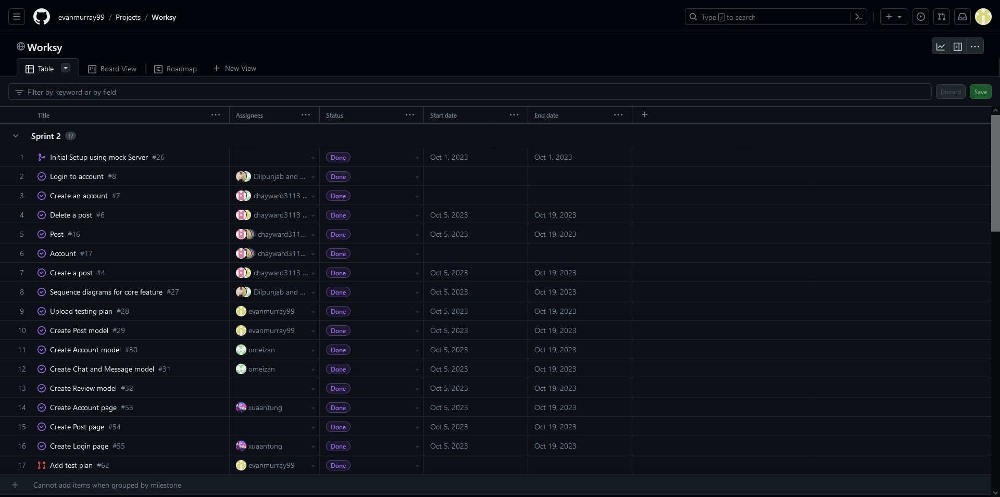 evanmurray99 / Projects / Worksy
Type / to search
Worksy
Table Board View Roadmap New View
Filter by keyword or by field Discard Save
Title Assignees Status Start date End date
Sprint 2 17
1 Initial Setup using mock Server #26 Done Oct 1, 2023 Oct 1, 2023
2 Login to account #8 Dilpunjab and ... Done
3 Create an account #7 chayward3113 ... Done
4 Delete a post #6 chayward3113 ... Done Oct 5, 2023 Oct 19, 2023
5 Post #16 chayward311... Done Oct 5, 2023 Oct 19, 2023
6 Account #17 chayward311... Done
7 Create a post #4 chayward3113 ... Done Oct 5, 2023 Oct 19, 2023
8 Sequence diagrams for core feature #27 Dilpunjab and ... Done Oct 5, 2023 Oct 19, 2023
9 Upload testing plan #28 evanmurray99 Done Oct 5, 2023 Oct 19, 2023
10 Create Post model #29 evanmurray99 Done Oct 5, 2023 Oct 19, 2023
11 Create Account model #30 omeizan Done Oct 5, 2023 Oct 19, 2023
12 Create Chat and Message model #31 omeizan Done Oct 5, 2023 Oct 19, 2023
13 Create Review model #32 Done Oct 5, 2023 Oct 19, 2023
14 Create Account page #53 xuaantung Done Oct 5, 2023 Oct 19, 2023
15 Create Post page #54 Done Oct 5, 2023 Oct 19, 2023
16 Create Login page #55 xuaantung Done Oct 5, 2023 Oct 19, 2023
17 Add test plan #62 evanmurray99 Done
Cannot add items when grouped by milestone